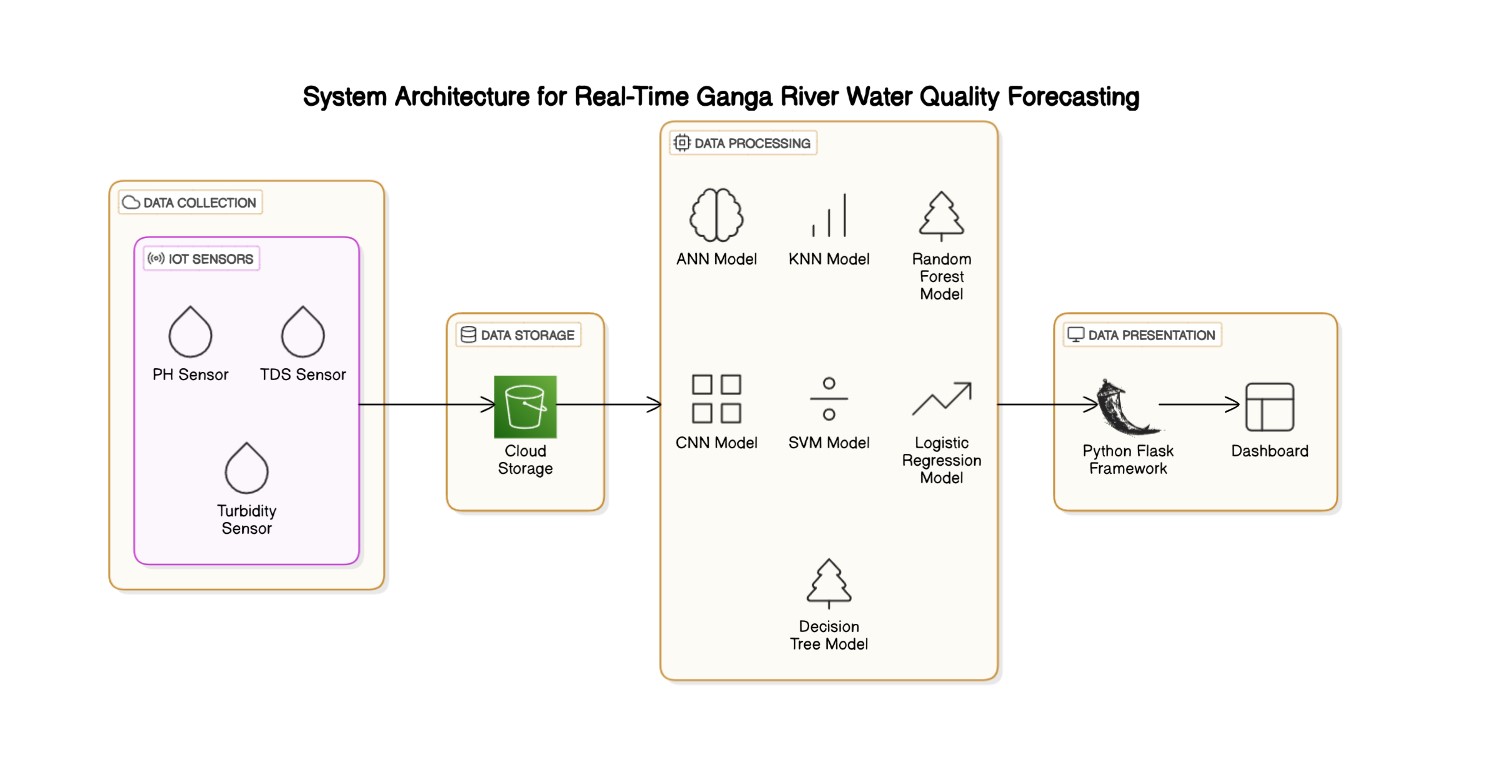 System Architecture for Real-Time Ganga River Water Quality Forecasting
DATA COLLECTION
IOT SENSORS
PH Sensor
TDS Sensor
Turbidity
Sensor
DATA STORAGE
Cloud
Storage
DATA PROCESSING
ANN Model
KNN Model
Random
Forest
Model
CNN Model
SVM Model
Logistic
Regression
Model
Decision
Tree Model
DATA PRESENTATION
Python Flask
Framework
Dashboard